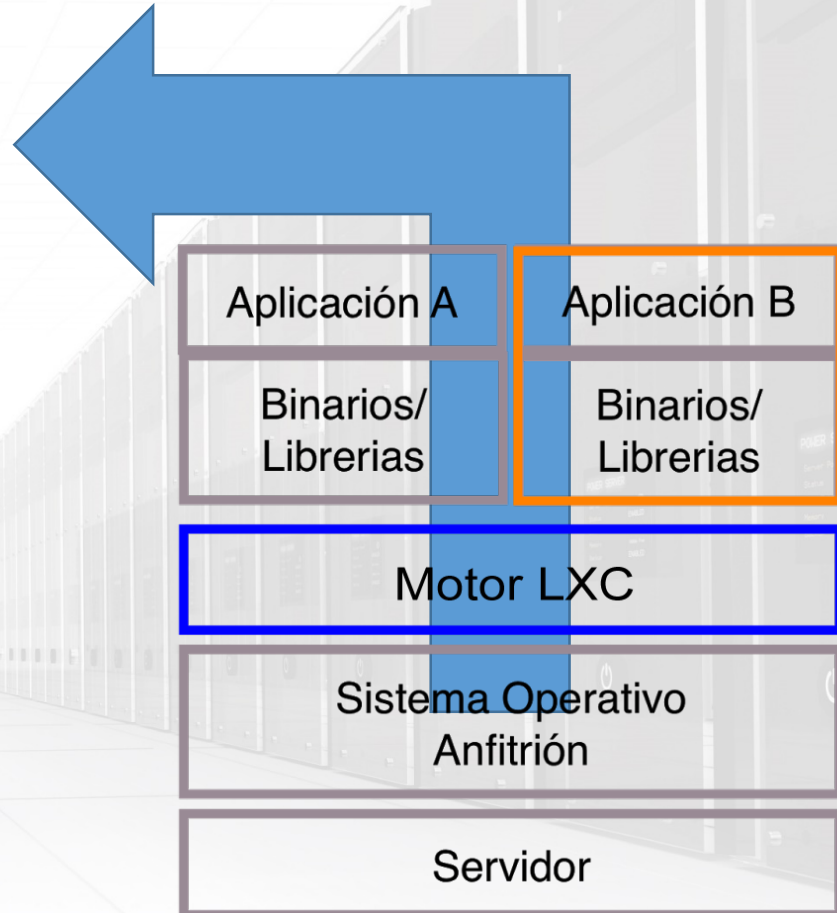 Aplicación A
Aplicación B
Binarios/
Librerias
Binarios/
Librerias
Motor LXC
Sistema Operativo
Anfitrión
Servidor